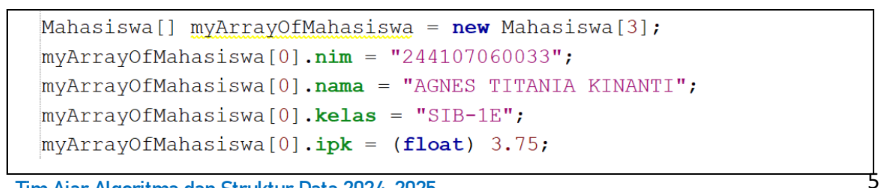 Mahasiswa[] myArrayOfMahasiswa = new Mahasiswa[3];
myArrayOfMahasiswa[0].nim = "244107060033";
myArrayOfMahasiswa[0].nama = "AGNES TITANIA KINANTI";
myArrayOfMahasiswa[0].kelas = "SIB-1E";
myArrayOfMahasiswa[0].ipk = (float) 3.75;
Tim Ajar Algoritma dan Struktur Data 2024-2025
5